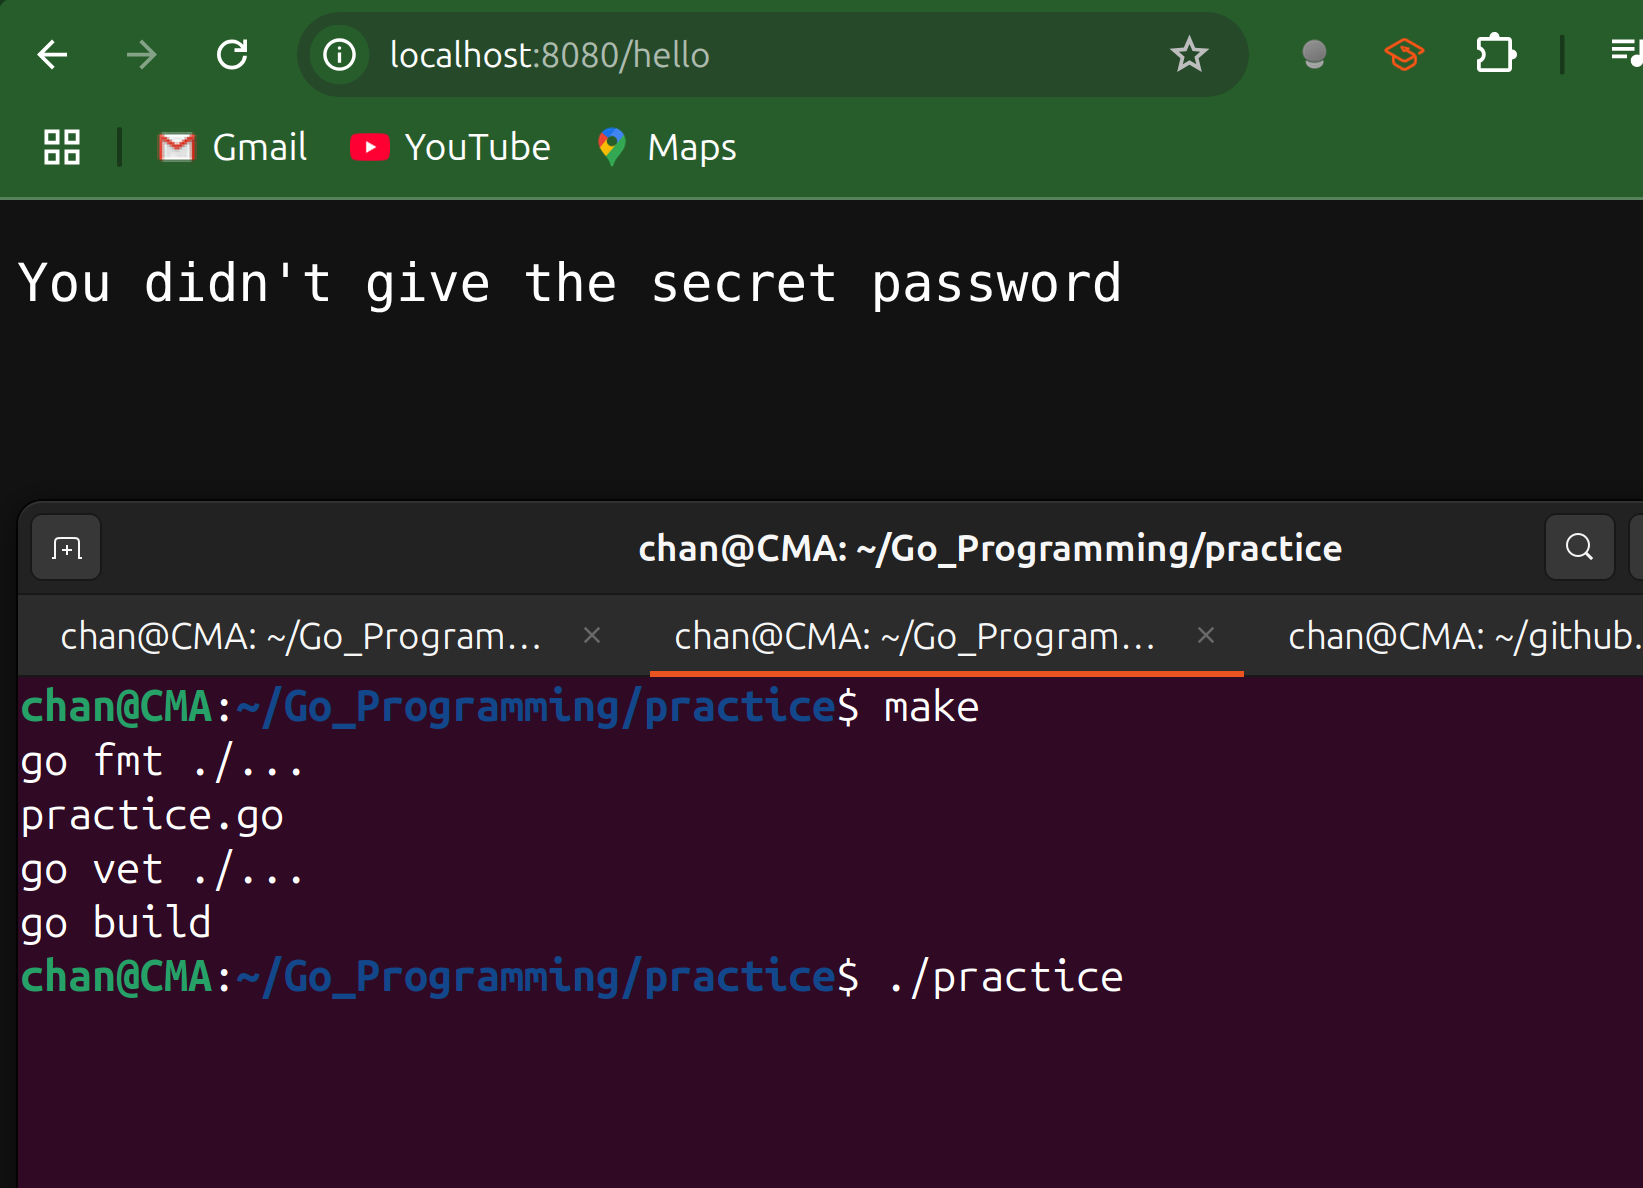 localhost:8080/hello
Gmail YouTube Maps
You didn't give the secret password
chan@CMA: ~/Go_Programming/practice
chan@CMA: ~/Go_Program... × chan@CMA: ~/Go_Program... × chan@CMA: ~/github.
chan@CMA:~/Go_Programming/practice$ make
go fmt ./...
practice.go
go vet ./...
go build
chan@CMA:~/Go_Programming/practice$ ./practice